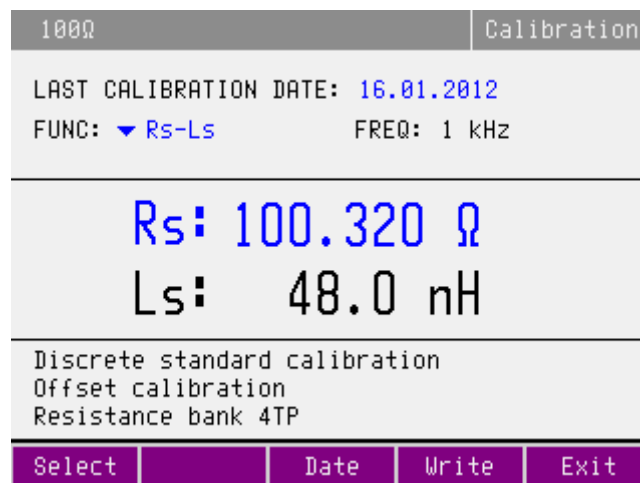 100Ω Calibration
LAST CALIBRATION DATE: 16.01.2012
FUNC: Rs-Ls FREQ: 1 kHz
Rs: 100.320 Ω
Ls: 48.0 nH
Discrete standard calibration
Offset calibration
Resistance bank 4TP
Select Date Write Exit